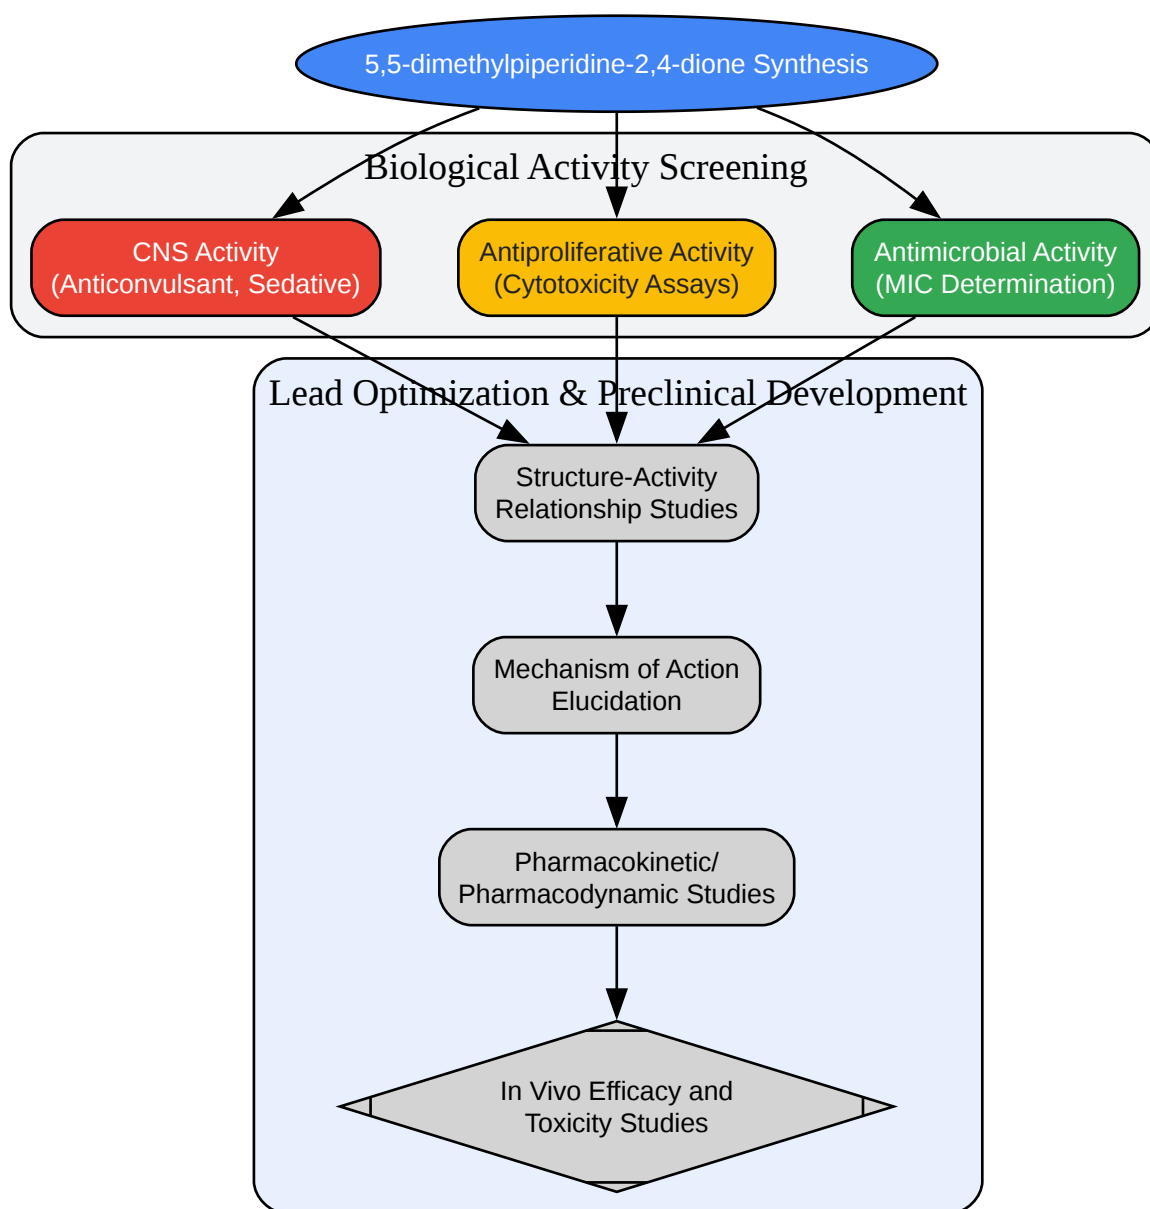 5,5-dimethylpiperidine-2,4-dione Synthesis
Biological Activity Screening
CNS Activity
(Anticonvulsant, Sedative)
Antiproliferative Activity
(Cytotoxicity Assays)
Antimicrobial Activity
(MIC Determination)
Lead Optimization & Preclinical Development
Structure-Activity
Relationship Studies
Mechanism of Action
Elucidation
Pharmacokinetic/
Pharmacodynamic Studies
In Vivo Efficacy and
Toxicity Studies